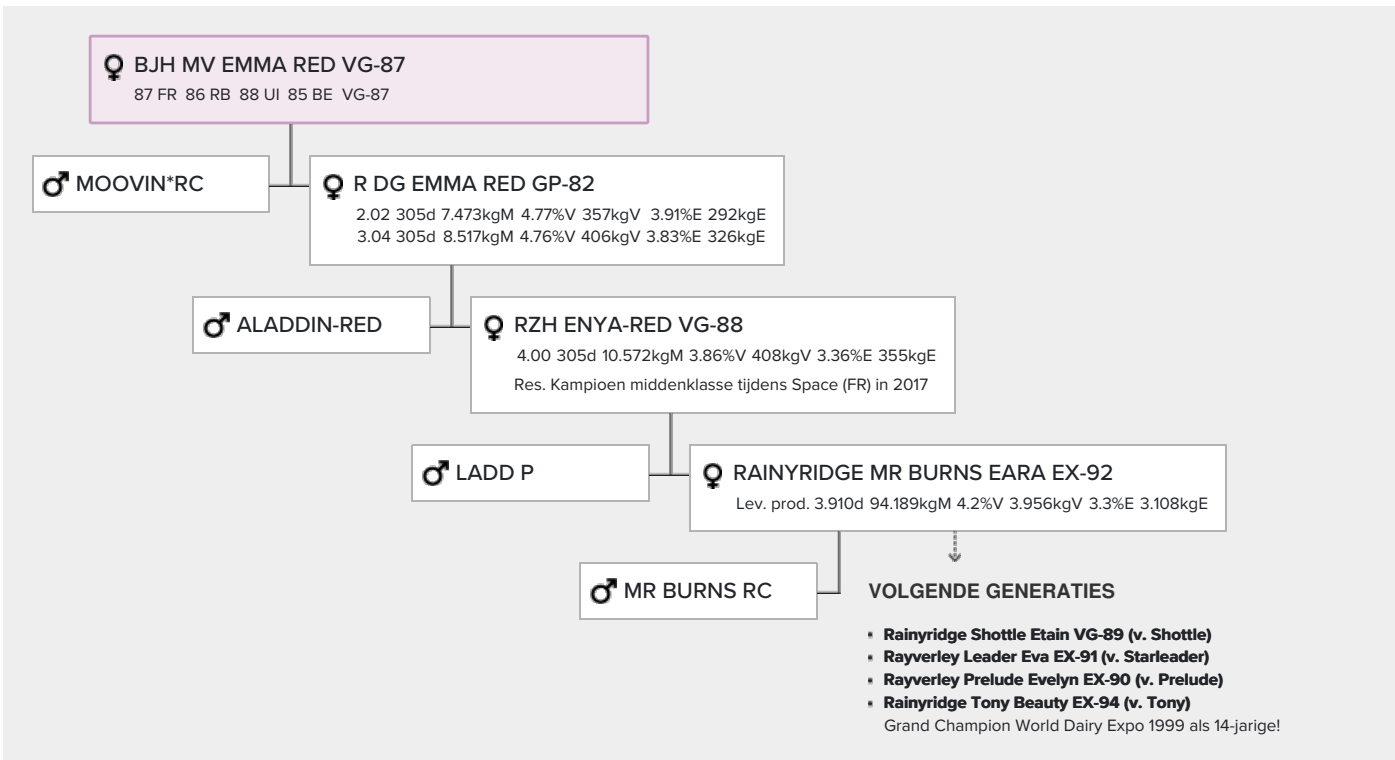 BJH MV EMMA RED VG-87
87 FR 86 RB 88 UI 85 BE VG-87
MOOVIN*RC
R DG EMMA RED GP-82
2.02 305d 7.473kgM 4.77%V 357kgV 3.91%E 292kgE
3.04 305d 8.517kgM 4.76%V 406kgV 3.83%E 326kgE
ALADDIN-RED
RZH ENYA-RED VG-88
4.00 305d 10.572kgM 3.86%V 408kgV 3.36%E 355kgE
Res. Kampioen middenklasse tijdens Space (FR) in 2017
LADD P
RAINYRIDGE MR BURNS EARA EX-92
Lev. prod. 3.910d 94.189kgM 4.2%V 3.956kgV 3.3%E 3.108kgE
MR BURNS RC
VOLGENDE GENERATIES
Rainyridge Shottle Etain VG-89 (v. Shottle)
Rayverley Leader Eva EX-91 (v. Starleader)
Rayverley Prelude Evelyn EX-90 (v. Prelude)
Rainyridge Tony Beauty EX-94 (v. Tony)
Grand Champion World Dairy Expo 1999 als 14-jarige!